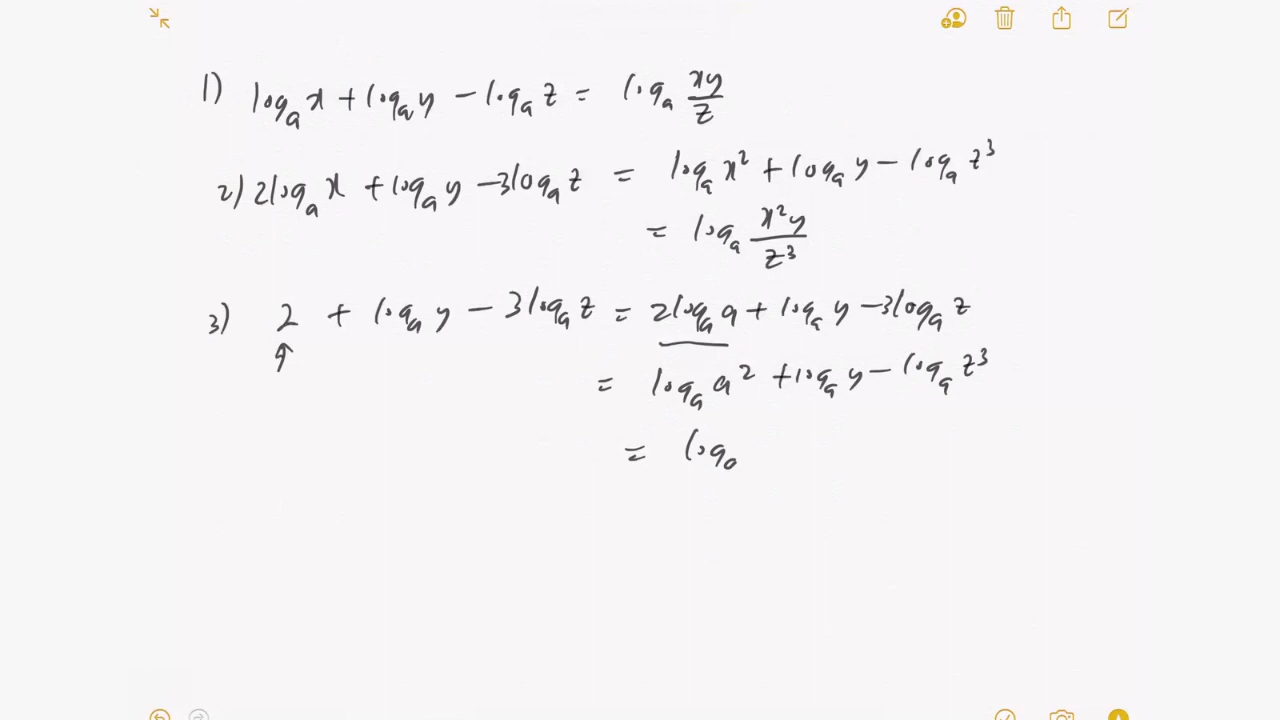 1) logₐ x + logₐ y − logₐ z = logₐ xy/z
2) 2logₐ x + logₐ y − 3logₐ z = logₐ x² + logₐ y − logₐ z³
= logₐ x²y/z³
3) 2 + logₐ y − 3logₐ z = 2logₐ a + logₐ y − 3logₐ z
= logₐ a² + logₐ y − logₐ z³
= log